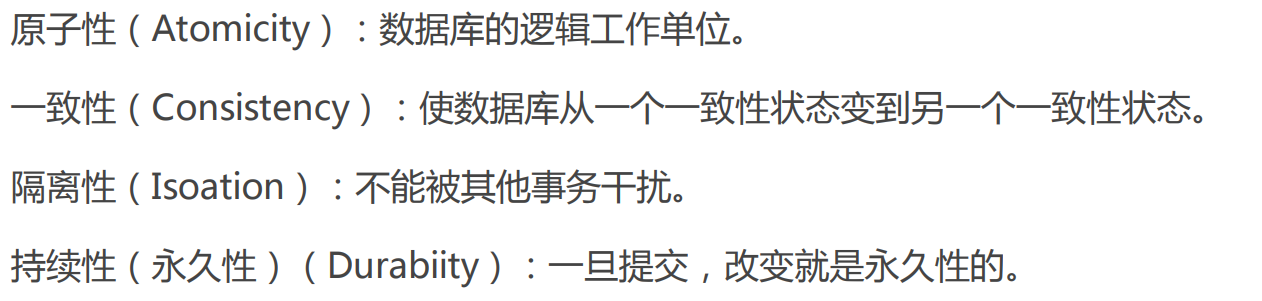 原子性（Atomicity）：数据库的逻辑工作单位。
一致性（Consistency）：使数据库从一个一致性状态变到另一个一致性状态。
隔离性（Isoation）：不能被其他事务干扰。
持续性（永久性）（Durabiity）：一旦提交，改变就是永久性的。